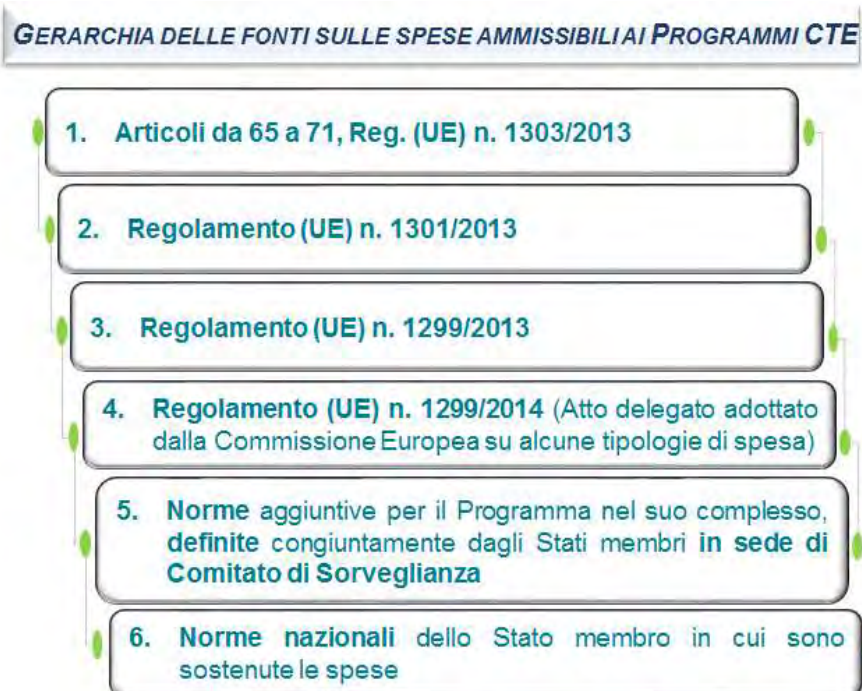 GERARCHIA DELLE FONTI SULLE SPESE AMMISSIBILI AI PROGRAMMI CTE
1. Articoli da 65 a 71, Reg. (UE) n. 1303/2013
2. Regolamento (UE) n. 1301/2013
3. Regolamento (UE) n. 1299/2013
4. Regolamento (UE) n. 1299/2014 (Atto delegato adottato
dalla Commissione Europea su alcune tipologie di spesa)
5. Norme aggiuntive per il Programma nel suo complesso,
definite congiuntamente dagli Stati membri in sede di
Comitato di Sorveglianza
6. Norme nazionali dello Stato membro in cui sono
sostenute le spese